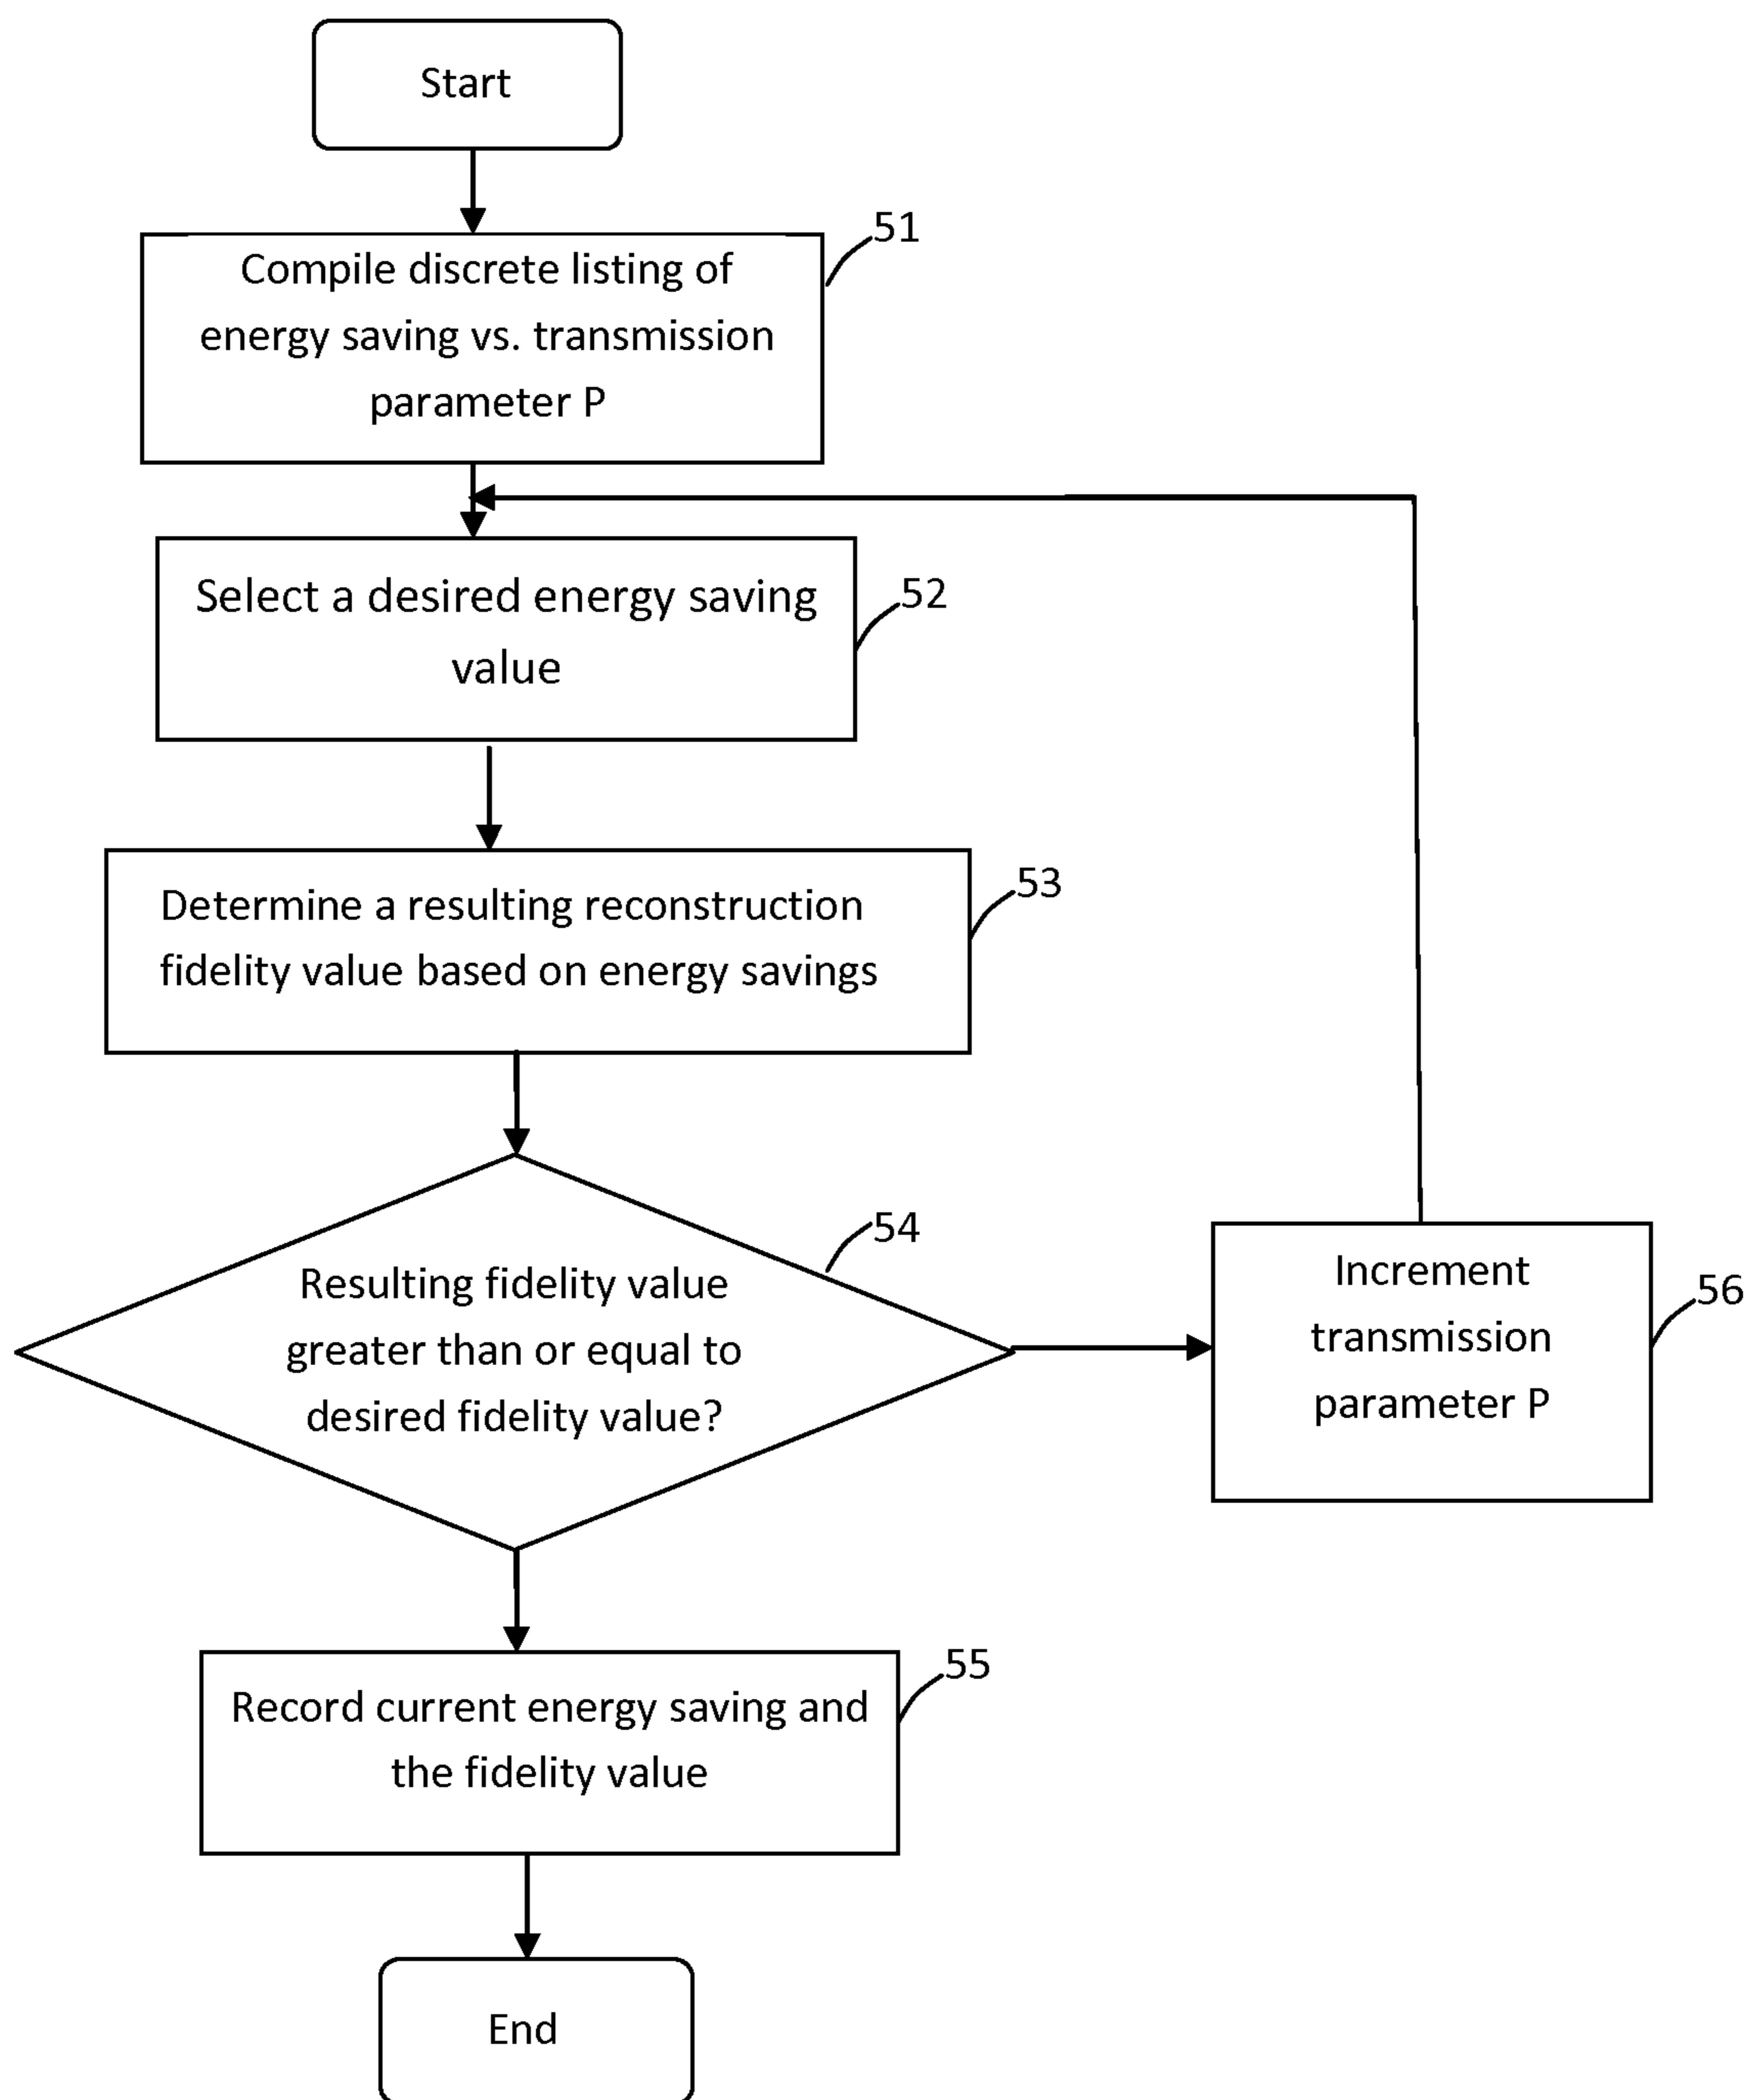 Start
51
Compile discrete listing of
energy saving vs. transmission
parameter P
52
Select a desired energy saving
value
53
Determine a resulting reconstruction
fidelity value based on energy savings
54
Resulting fidelity value
greater than or equal to
desired fidelity value?
56
Increment
transmission
parameter P
55
Record current energy saving and
the fidelity value
End